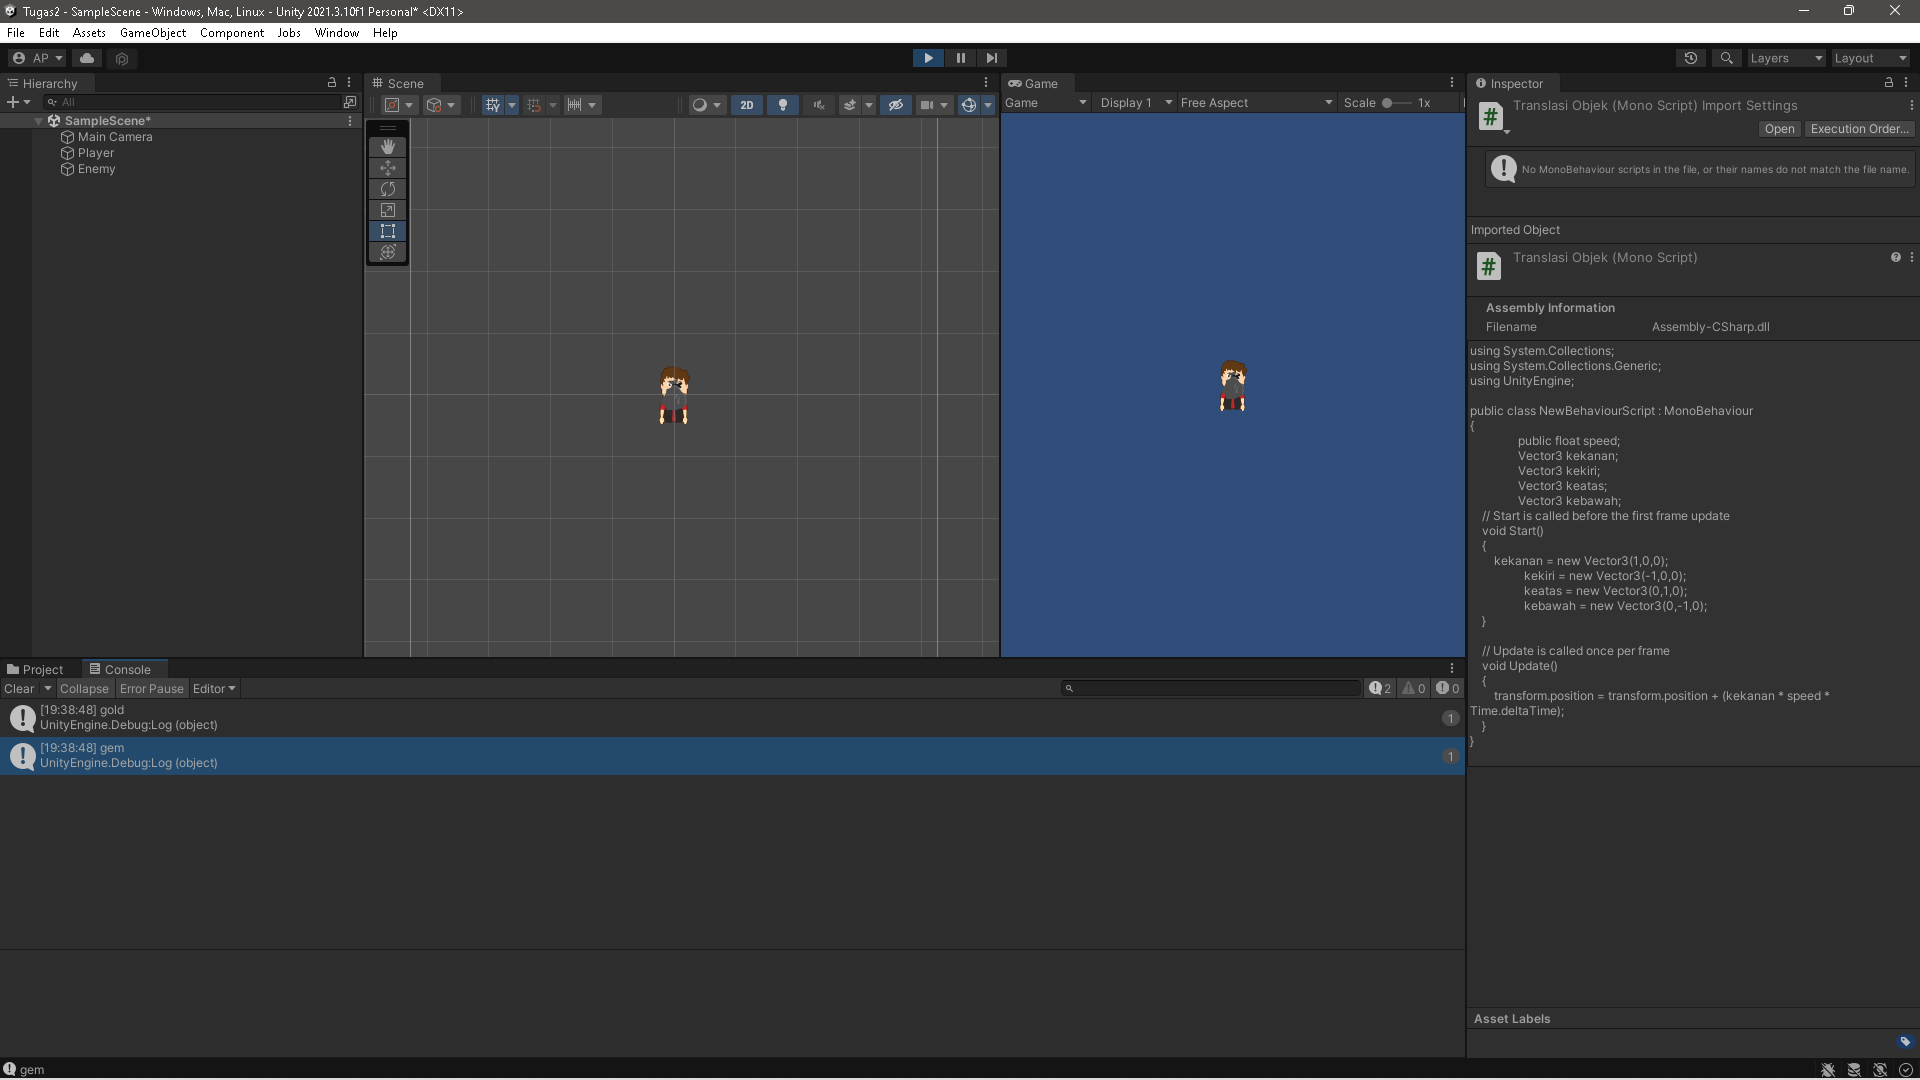 Tugas2 - SampleScene - Windows, Mac, Linux - Unity 2021.3.10f1 Personal* <DX11>
File Edit Assets GameObject Component Jobs Window Help
AP
Layers Layout
Hierarchy
All
SampleScene*
Main Camera
Player
Enemy
Scene
2D
Game
Game Display 1 Free Aspect Scale 1x
Inspector
Translasi Objek (Mono Script) Import Settings
Open Execution Order...
No MonoBehaviour scripts in the file, or their names do not match the file name.
Imported Object
Translasi Objek (Mono Script)
Assembly Information
Filename Assembly-CSharp.dll
using System.Collections;
using System.Collections.Generic;
using UnityEngine;
public class NewBehaviourScript : MonoBehaviour
{
public float speed;
Vector3 kekanan;
Vector3 kekiri;
Vector3 keatas;
Vector3 kebawah;
// Start is called before the first frame update
void Start()
{
kekanan = new Vector3(1,0,0);
kekiri = new Vector3(-1,0,0);
keatas = new Vector3(0,1,0);
kebawah = new Vector3(0,-1,0);
}
// Update is called once per frame
void Update()
{
transform.position = transform.position + (kekanan * speed *
Time.deltaTime);
}
}
Asset Labels
Project Console
Clear Collapse Error Pause Editor 2 0 0
[19:38:48] gold
UnityEngine.Debug:Log (object)
1
[19:38:48] gem
UnityEngine.Debug:Log (object)
1
gem